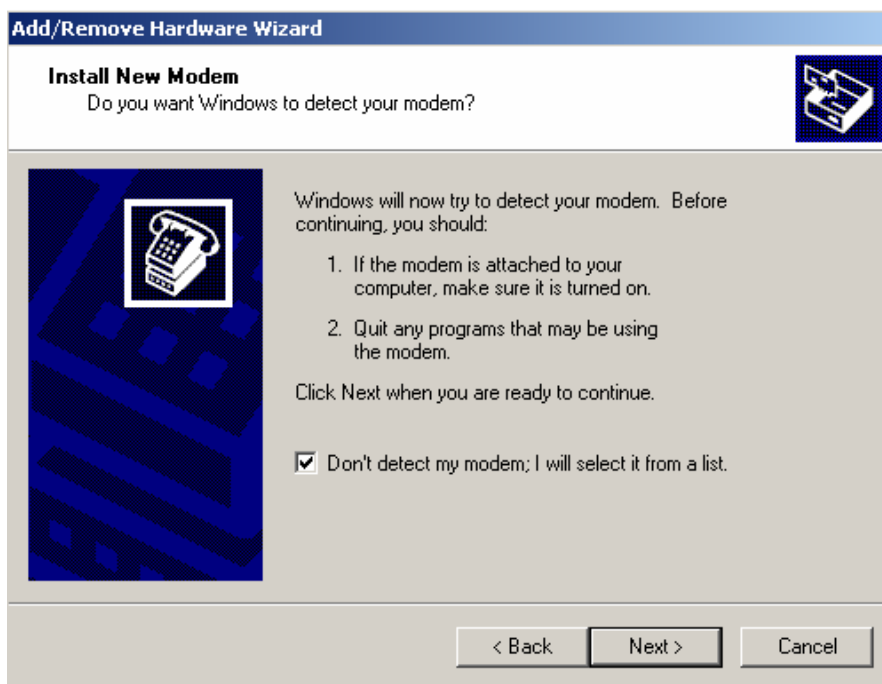 Add/Remove Hardware Wizard
Install New Modem
Do you want Windows to detect your modem?
Windows will now try to detect your modem.  Before
continuing, you should:
1. If the modem is attached to your
computer, make sure it is turned on.
2. Quit any programs that may be using
the modem.
Click Next when you are ready to continue.
Don't detect my modem; I will select it from a list.
< Back
Next >
Cancel